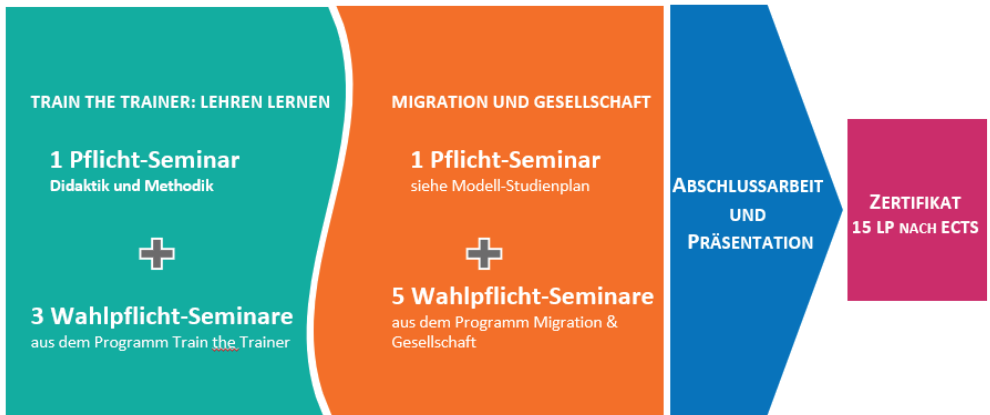 TRAIN THE TRAINER: LEHREN LERNEN
1 Pflicht-Seminar
Didaktik und Methodik
3 Wahlpflicht-Seminare
aus dem Programm Train the Trainer
MIGRATION UND GESELLSCHAFT
1 Pflicht-Seminar
siehe Modell-Studienplan
5 Wahlpflicht-Seminare
aus dem Programm Migration &
Gesellschaft
ABSCHLUSSARBEIT
UND
PRÄSENTATION
ZERTIFIKAT
15 LP NACH ECTS